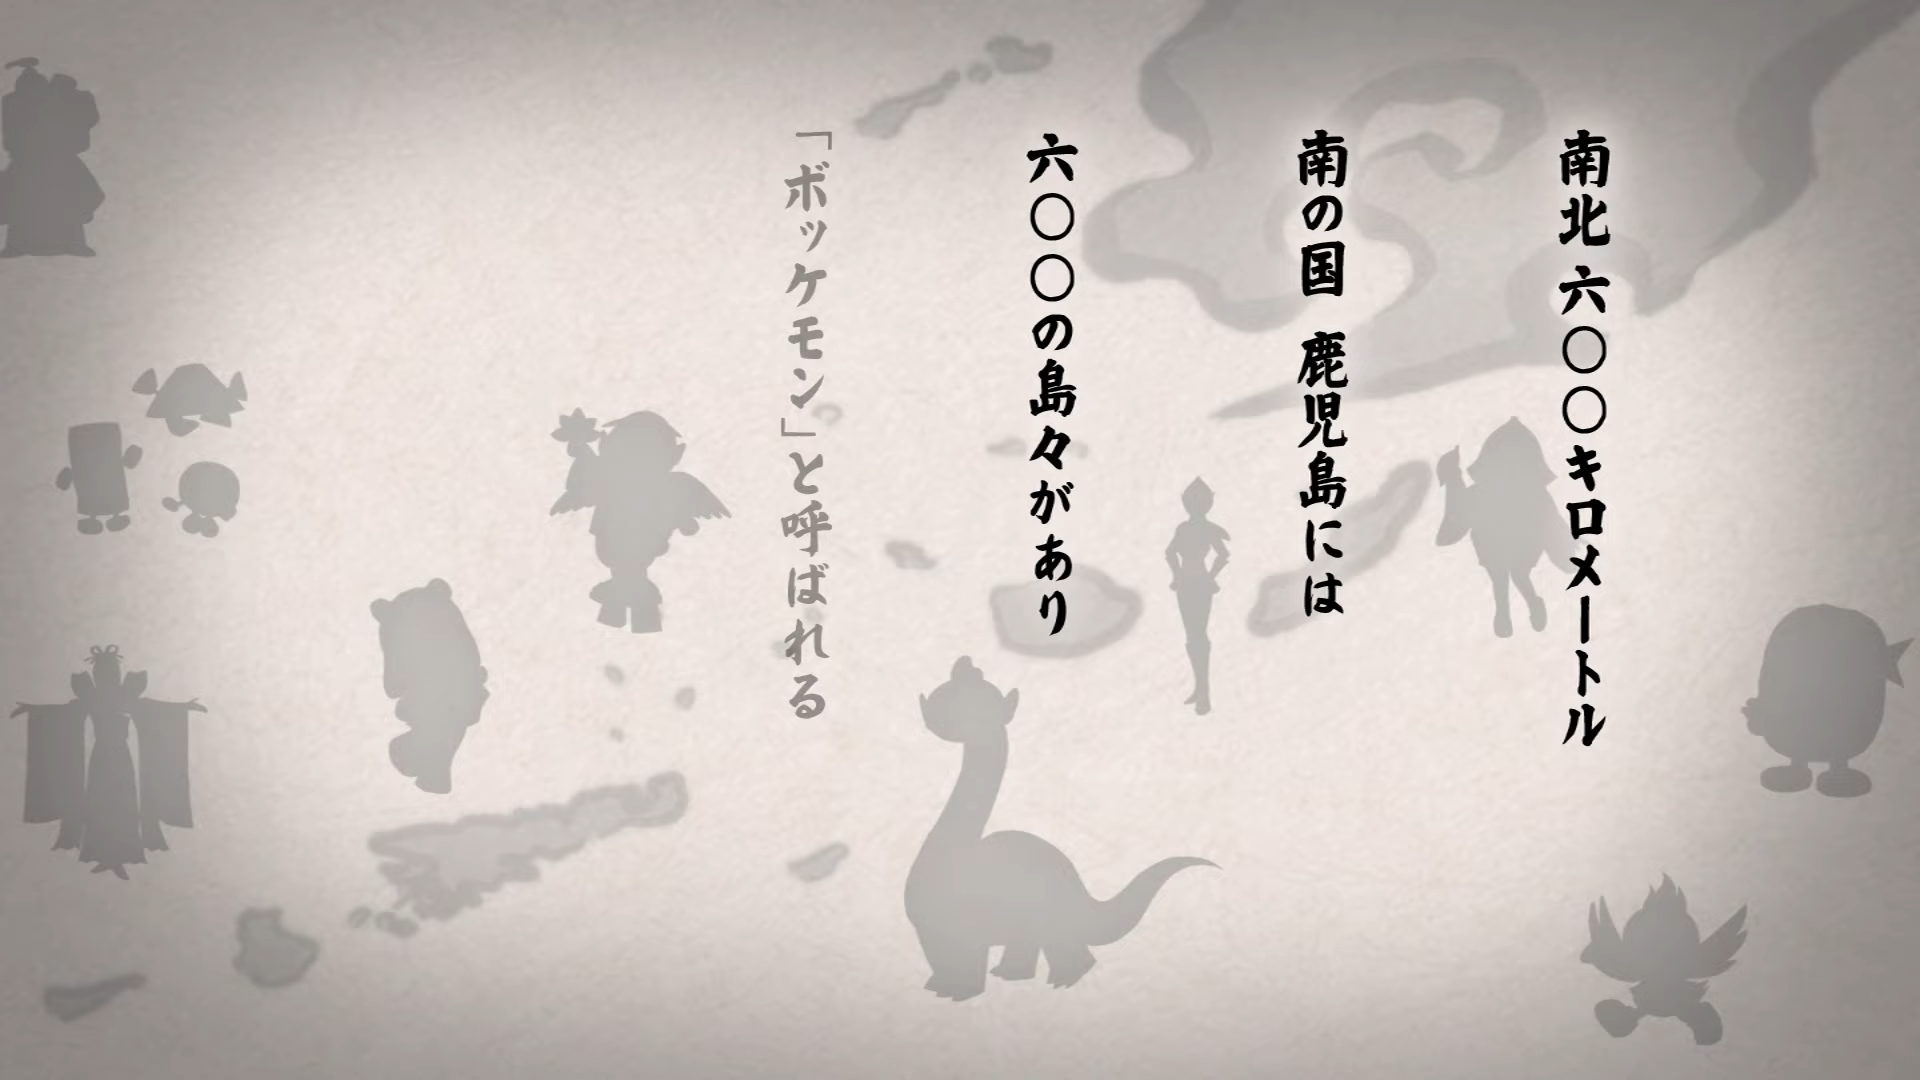 南北 六〇〇キロメートル
南の国 鹿児島には
六〇〇の島々があり
「ボッケモン」と呼ばれる